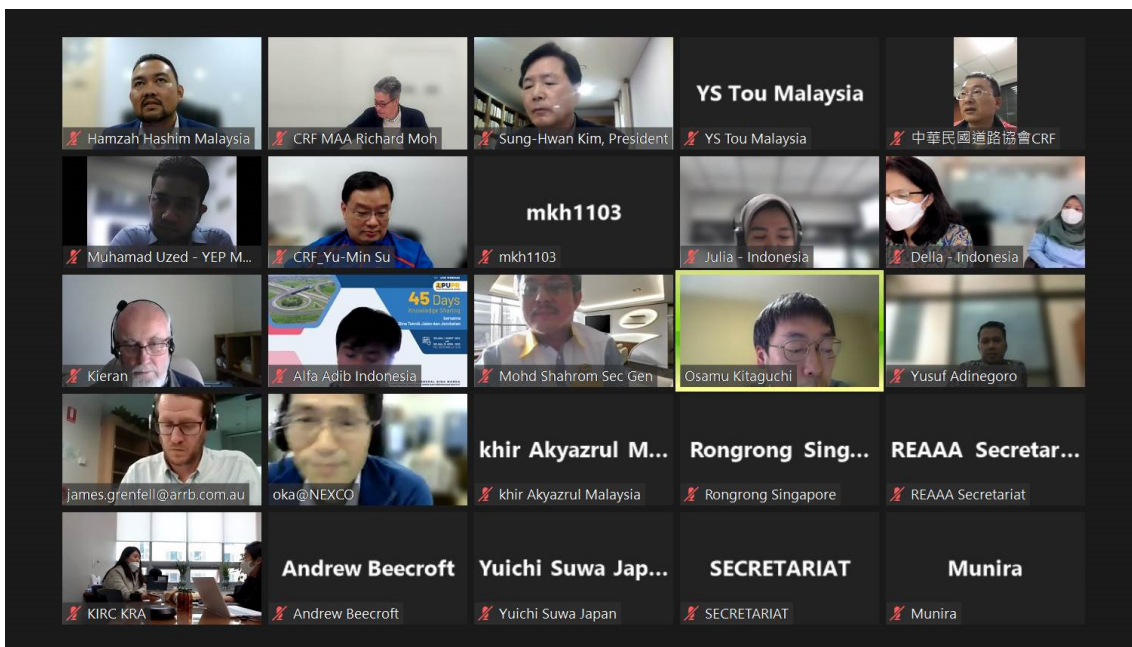 Hamzah Hashim Malaysia
CRF MAA Richard Moh
Sung-Hwan Kim, President
YS Tou Malaysia
YS Tou Malaysia
中華民國道路協會CRF
Muhamad Uzed - YEP M...
CRF_Yu-Min Su
mkh1103
mkh1103
Julia - Indonesia
Della - Indonesia
Kieran
PUPR
45 Days
Knowledge Sharing
Alfa Adib Indonesia
Mohd Shahrom Sec Gen
Osamu Kitaguchi
Yusuf Adinegoro
james.grenfell@arrb.com.au
oka@NEXCO
khir Akyazrul M...
khir Akyazrul Malaysia
Rongrong Sing...
Rongrong Singapore
REAAA Secretar...
REAAA Secretariat
KIRC KRA
Andrew Beecroft
Andrew Beecroft
Yuichi Suwa Jap...
Yuichi Suwa Japan
SECRETARIAT
SECRETARIAT
Munira
Munira